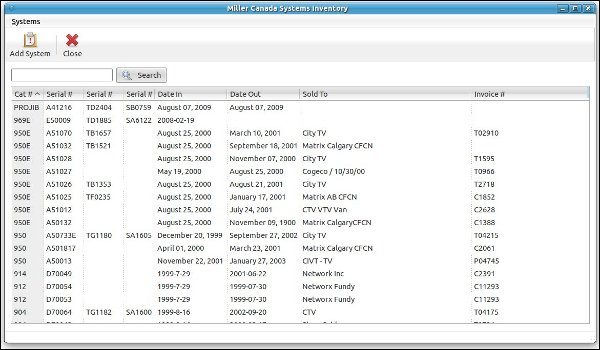 Miller Canada Systems Inventory
Systems
Add System Close
Search
Cat # Serial # Serial # Serial # Date In Date Out Sold To Invoice #
PROJIB A41216 TD2404 SB0759 August 07, 2009 August 07, 2009
969E E50009 TD1885 SA6122 2008-02-19
950E A51070 TB1657 August 25, 2000 March 10, 2001 City TV T02910
950E A51032 TB1521 August 25, 2000 September 18, 2001 Matrix Calgary CFCN
950E A51028 August 25, 2000 November 07, 2000 City TV T1595
950E A51027 May 19, 2000 August 25, 2000 Cogeco / 10/30/00 T0966
950E A51026 TB1353 August 25, 2000 August 21, 2001 City TV T2718
950E A51025 TF0235 August 25, 2000 January 17, 2001 Matrix AB CFCN C1852
950E A51012 August 25, 2000 July 24, 2001 CTV VTV Van C2628
950E A50132 August 25, 2000 November 09, 1900 Matrix CalgaryCFCN C1388
950 A50733E TG1180 SA1605 December 20, 1999 September 27, 2002 City TV T04215
950 A501817 April 01, 2000 March 23, 2001 Matrix Calgary CFCN C2061
950 A50013 November 22, 2001 January 27, 2003 CIVT - TV P04745
914 D70049 1999-7-29 2001-06-22 Network Inc C2391
912 D70054 1999-7-29 1999-07-30 Networx Fundy C11293
912 D70053 1999-7-29 1999-07-30 Networx Fundy C11293
904 D70064 TG1182 SA1600 1999-8-16 2002-09-20 CTV T04175